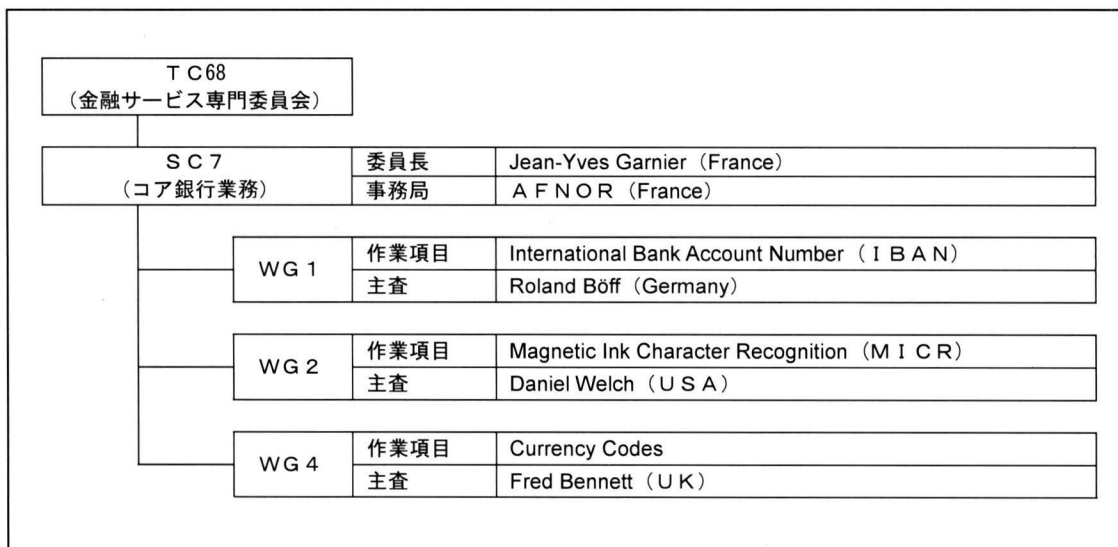 ＴＣ68
（金融サービス専門委員会）
ＳＣ７
（コア銀行業務）
委員長 Jean-Yves Garnier（France）
事務局 ＡＦＮＯＲ（France）
ＷＧ１
作業項目 International Bank Account Number（ＩＢＡＮ）
主査 Roland Böff（Germany）
ＷＧ２
作業項目 Magnetic Ink Character Recognition（ＭＩＣＲ）
主査 Daniel Welch（ＵＳＡ）
ＷＧ４
作業項目 Currency Codes
主査 Fred Bennett（ＵＫ）